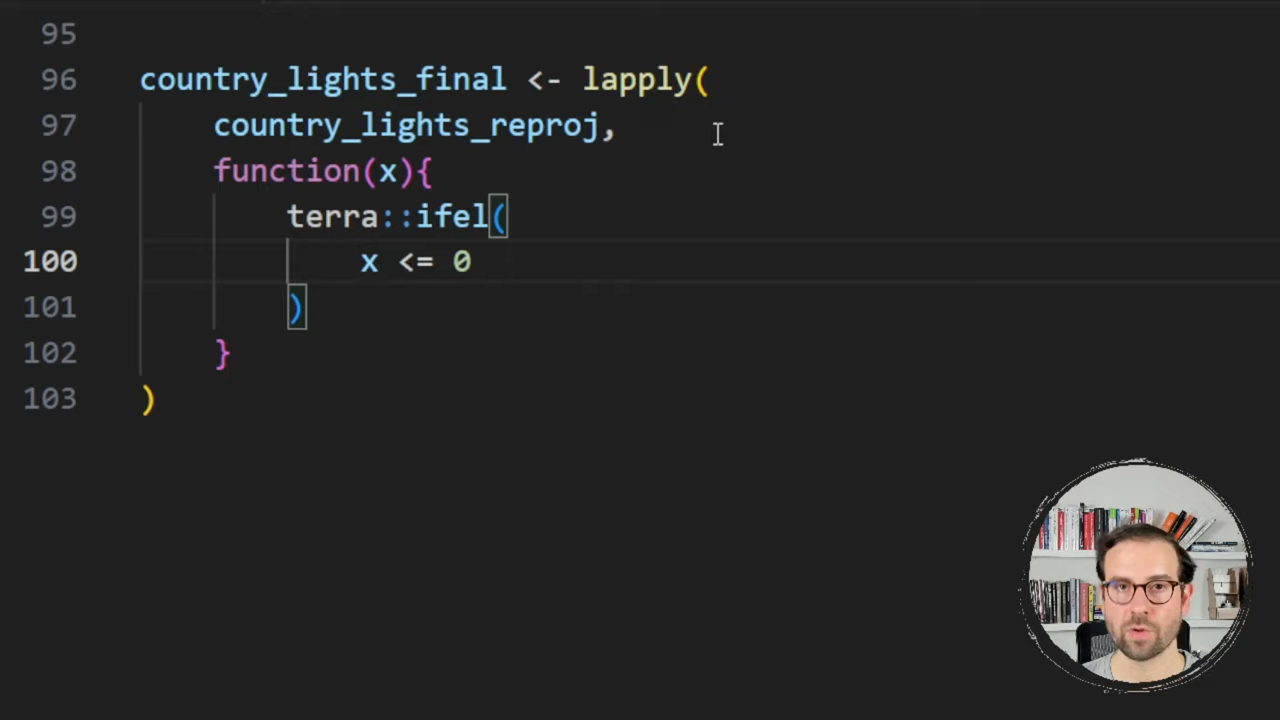 95
96 country_lights_final <- lapply(
97 country_lights_reproj,
98 function(x){
99 terra::ifel(
100 x <= 0
101 )
102 }
103 )